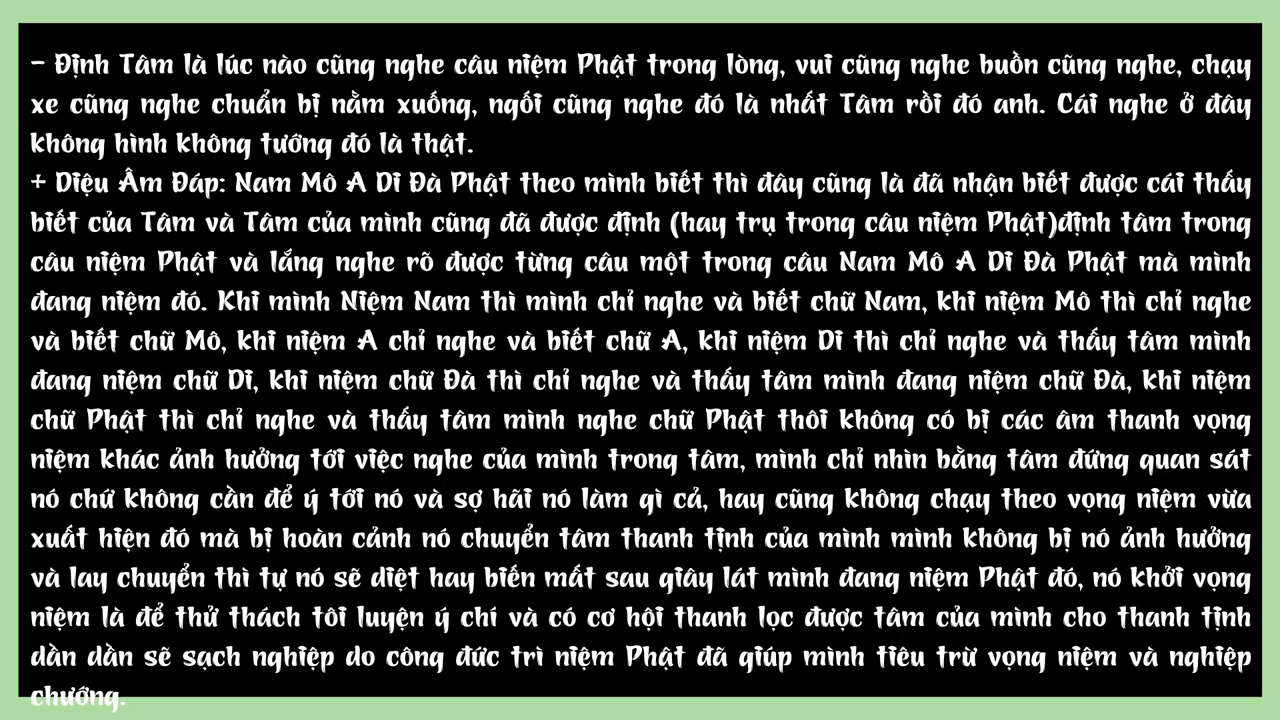 – Định Tâm là lúc nào cũng nghe câu niệm Phật trong lòng, vui cũng nghe buồn cũng nghe, chạy
xe cũng nghe chuẩn bị nằm xuống, ngồi cũng nghe đó là nhất Tâm rồi đó anh. Cái nghe ở đây
không hình không tướng đó là thật.
+ Diệu Âm Đáp: Nam Mô A Di Đà Phật theo mình biết thì đây cũng là đã nhận biết được cái thấy
biết của Tâm và Tâm của mình cũng đã được định (hay trụ trong câu niệm Phật)định tâm trong
câu niệm Phật và lắng nghe rõ được từng câu một trong câu Nam Mô A Di Đà Phật mà mình
đang niệm đó. Khi mình Niệm Nam thì mình chỉ nghe và biết chữ Nam, khi niệm Mô thì chỉ nghe
và biết chữ Mô, khi niệm A chỉ nghe và biết chữ A, khi niệm Di thì chỉ nghe và thấy tâm mình
đang niệm chữ Di, khi niệm chữ Đà thì chỉ nghe và thấy tâm mình đang niệm chữ Đà, khi niệm
chữ Phật thì chỉ nghe và thấy tâm mình nghe chữ Phật thôi không có bị các âm thanh vọng
niệm khác ảnh hưởng tới việc nghe của mình trong tâm, mình chỉ nhìn bằng tâm đứng quan sát
nó chứ không cần để ý tới nó và sợ hãi nó làm gì cả, hay cũng không chạy theo vọng niệm vừa
xuất hiện đó mà bị hoàn cảnh nó chuyển tâm thanh tịnh của mình mình không bị nó ảnh hưởng
và lay chuyển thì tự nó sẽ diệt hay biến mất sau giây lát mình đang niệm Phật đó, nó khởi vọng
niệm là để thử thách tôi luyện ý chí và có cơ hội thanh lọc được tâm của mình cho thanh tịnh
dần dần sẽ sạch nghiệp do công đức trì niệm Phật đã giúp mình tiêu trừ vọng niệm và nghiệp
chướng.